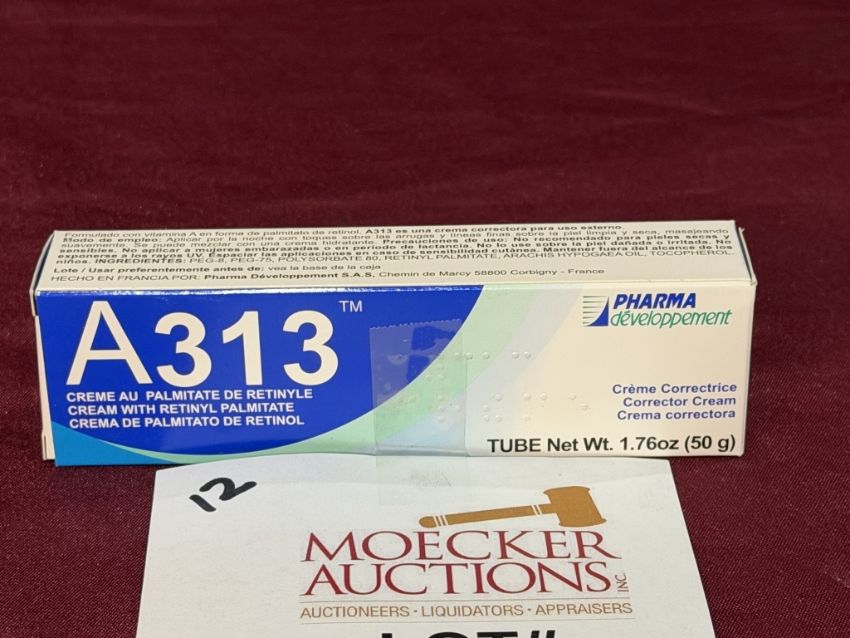 Formulado con vitamina A en forma de palmitato de retinol. A313 es una crema correctora para uso externo.
Modo de empleo: Aplicar por la noche con toques sobre las arrugas y líneas finas sobre la piel limpia y seca, masajeando
suavemente. Se puede mezclar con una crema hidratante. Precauciones de uso: No recomendado para pieles secas y
sensibles. No aplicar a mujeres embarazadas o en periodo de lactancia. No lo use sobre la piel dañada o irritada. No
exponerse a los rayos UV. Espaciar las aplicaciones en caso de sensibilidad cutánea. Mantener fuera del alcance de los
niños. INGREDIENTES: PEG-8, PEG-75, POLYSORBATE 80, RETINYL PALMITATE, ARACHIS HYPOGAEA OIL, TOCOPHEROL.
Lote / Usar preferentemente antes de: vea la base de la caja
HECHO EN FRANCIA POR: Pharma Développement S.A.S, Chemin de Marcy 58800 Corbigny - France
A313™
CREME AU PALMITATE DE RETINYLE
CREAM WITH RETINYL PALMITATE
CREMA DE PALMITATO DE RETINOL
PHARMA
développement
Crème Correctrice
Corrector Cream
Crema correctora
TUBE Net Wt. 1.76oz (50 g)
12
MOECKER
AUCTIONS INC.
AUCTIONEERS · LIQUIDATORS · APPRAISERS
LOT#